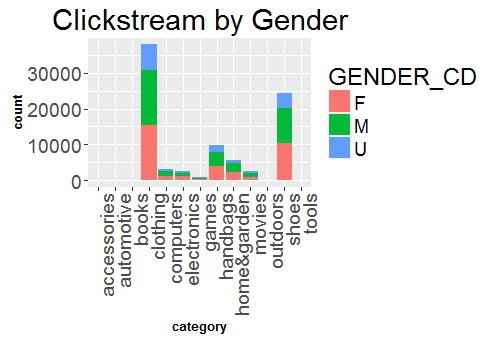 Clickstream by Gender
30000
20000
10000
0
count
accessories
automotive
books
clothing
computers
electronics
games
handbags
home&garden
movies
outdoors
shoes
tools
category
GENDER_CD
F
M
U